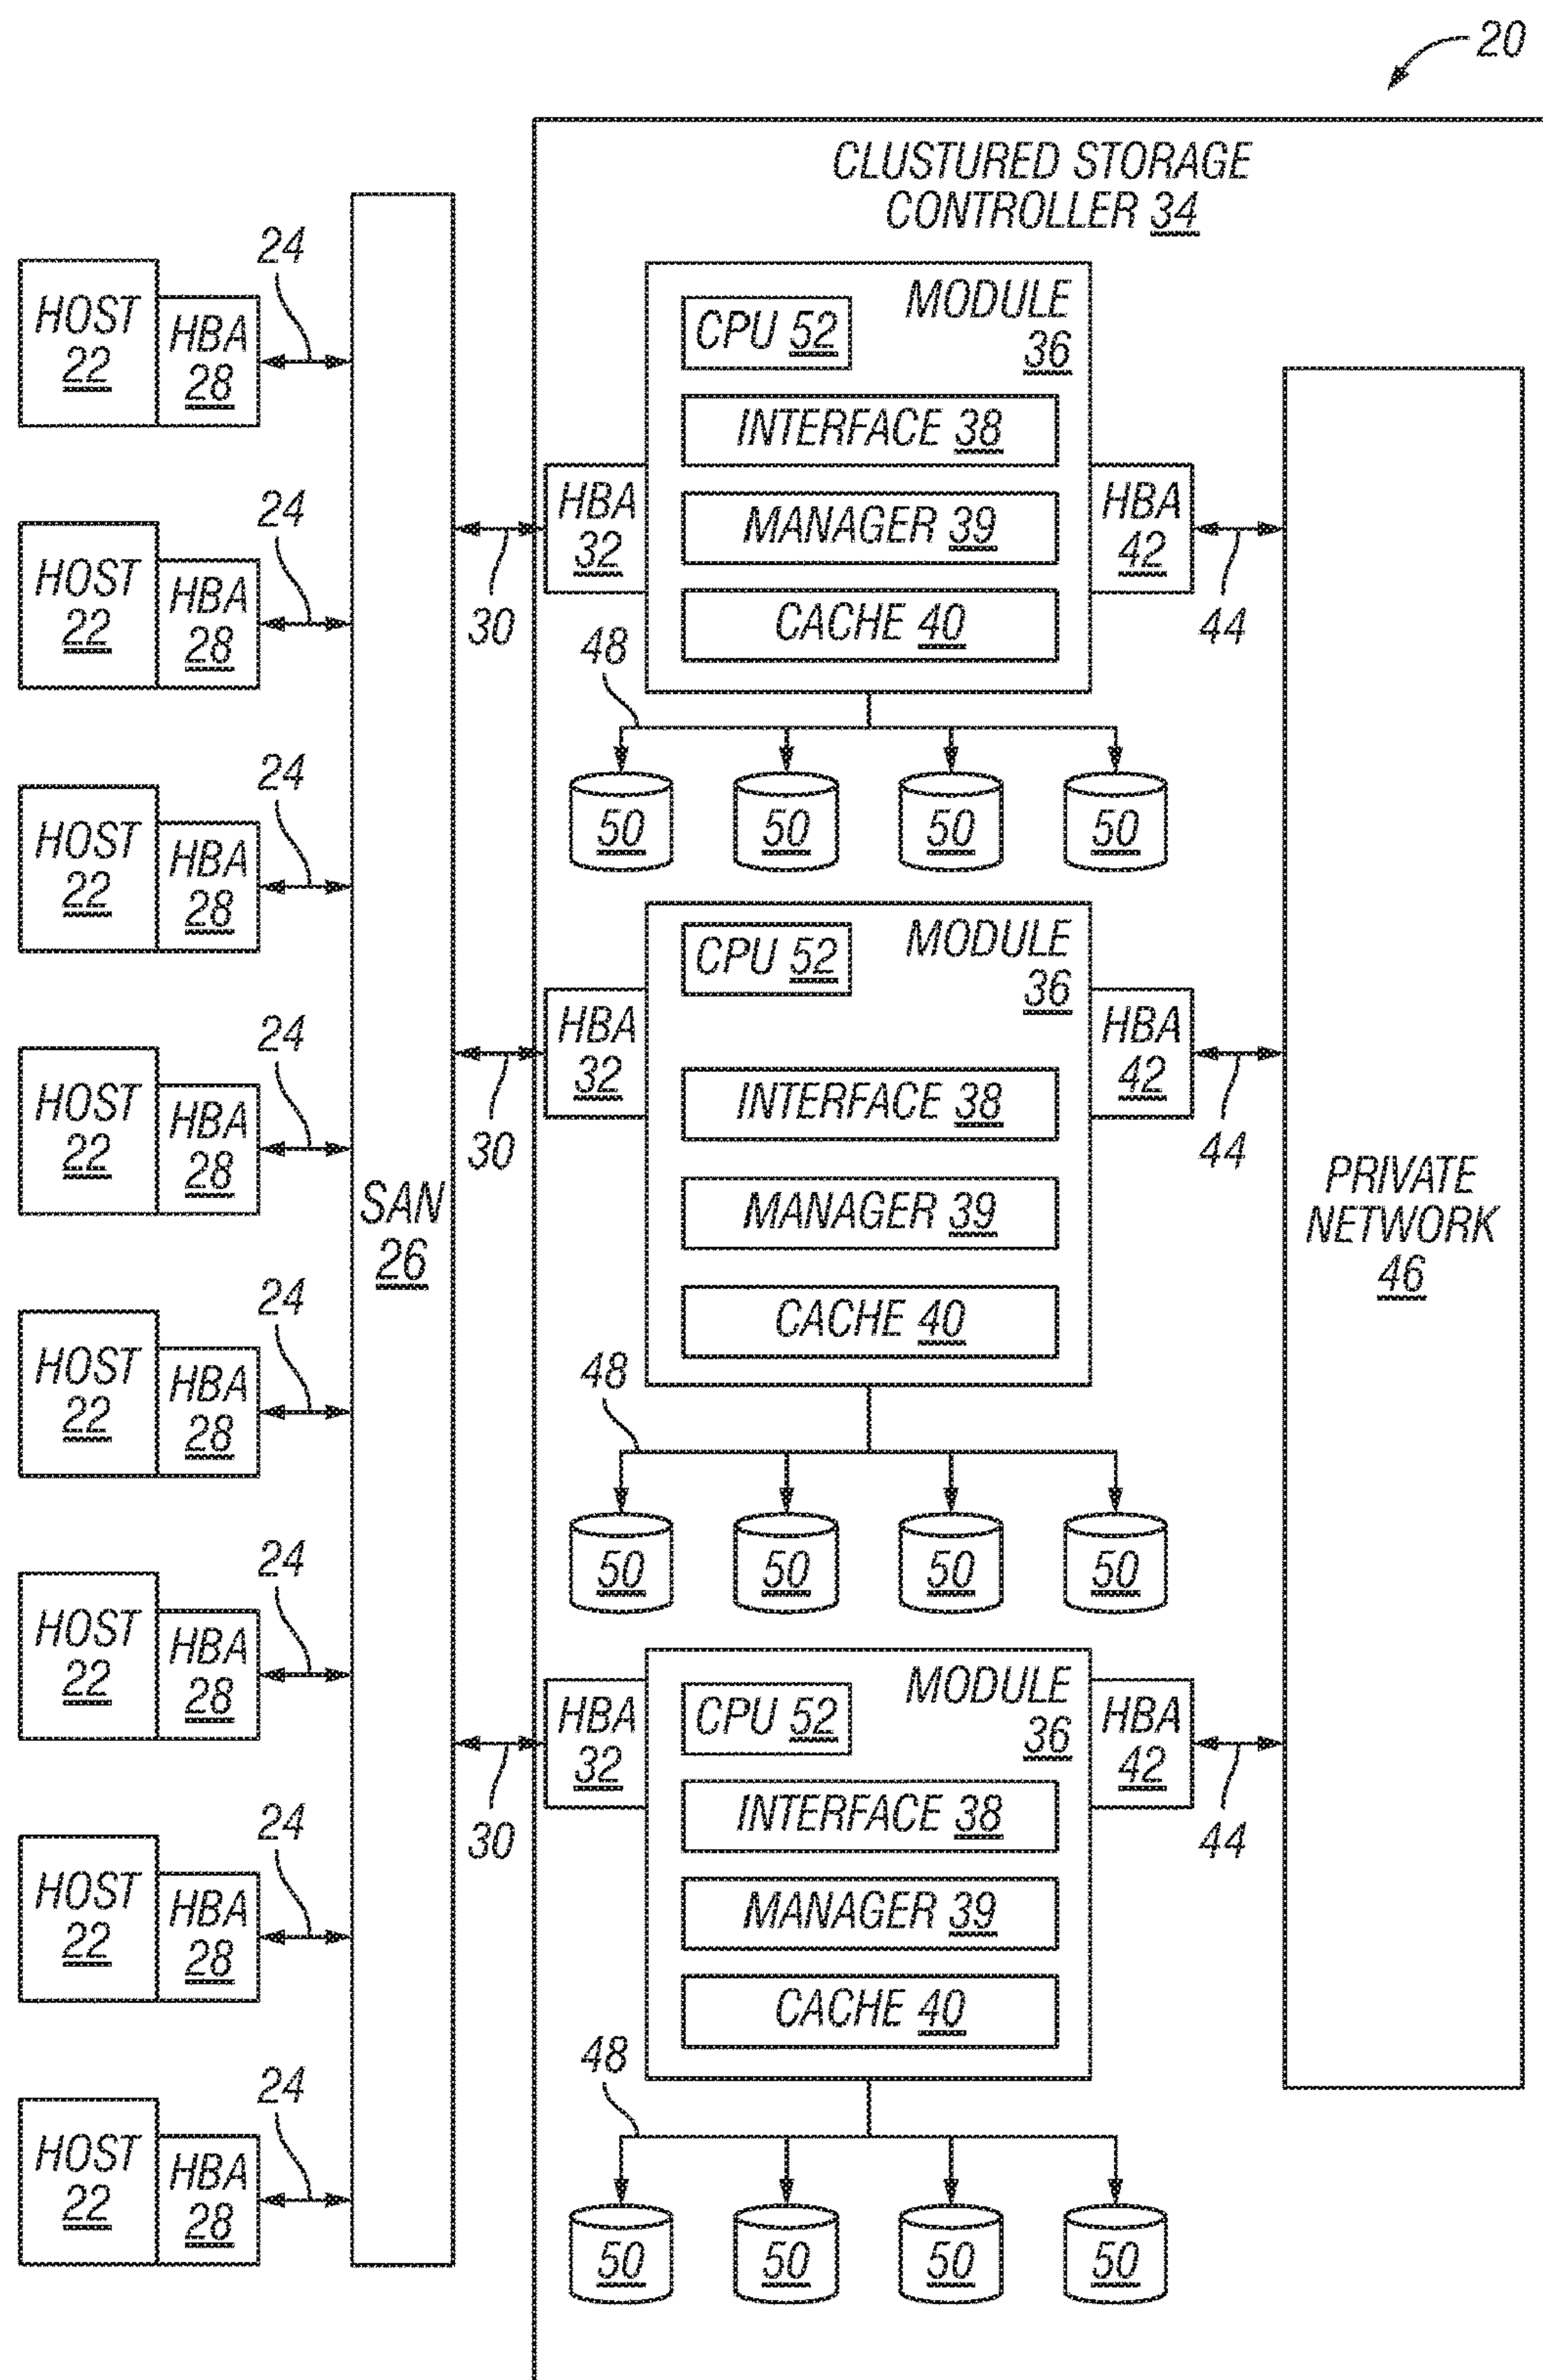 20
CLUSTURED STORAGE
CONTROLLER 34
HOST
22
HBA
28
24
HOST
22
HBA
28
24
HOST
22
HBA
28
24
HOST
22
HBA
28
24
HOST
22
HBA
28
24
HOST
22
HBA
28
24
HOST
22
HBA
28
24
HOST
22
HBA
28
24
SAN
26
30
HBA
32
MODULE
36
CPU 52
INTERFACE 38
MANAGER 39
CACHE 40
HBA
42
44
48
50
50
50
50
30
HBA
32
MODULE
36
CPU 52
INTERFACE 38
MANAGER 39
CACHE 40
HBA
42
44
48
50
50
50
50
30
HBA
32
MODULE
36
CPU 52
INTERFACE 38
MANAGER 39
CACHE 40
HBA
42
44
48
50
50
50
50
PRIVATE
NETWORK
46